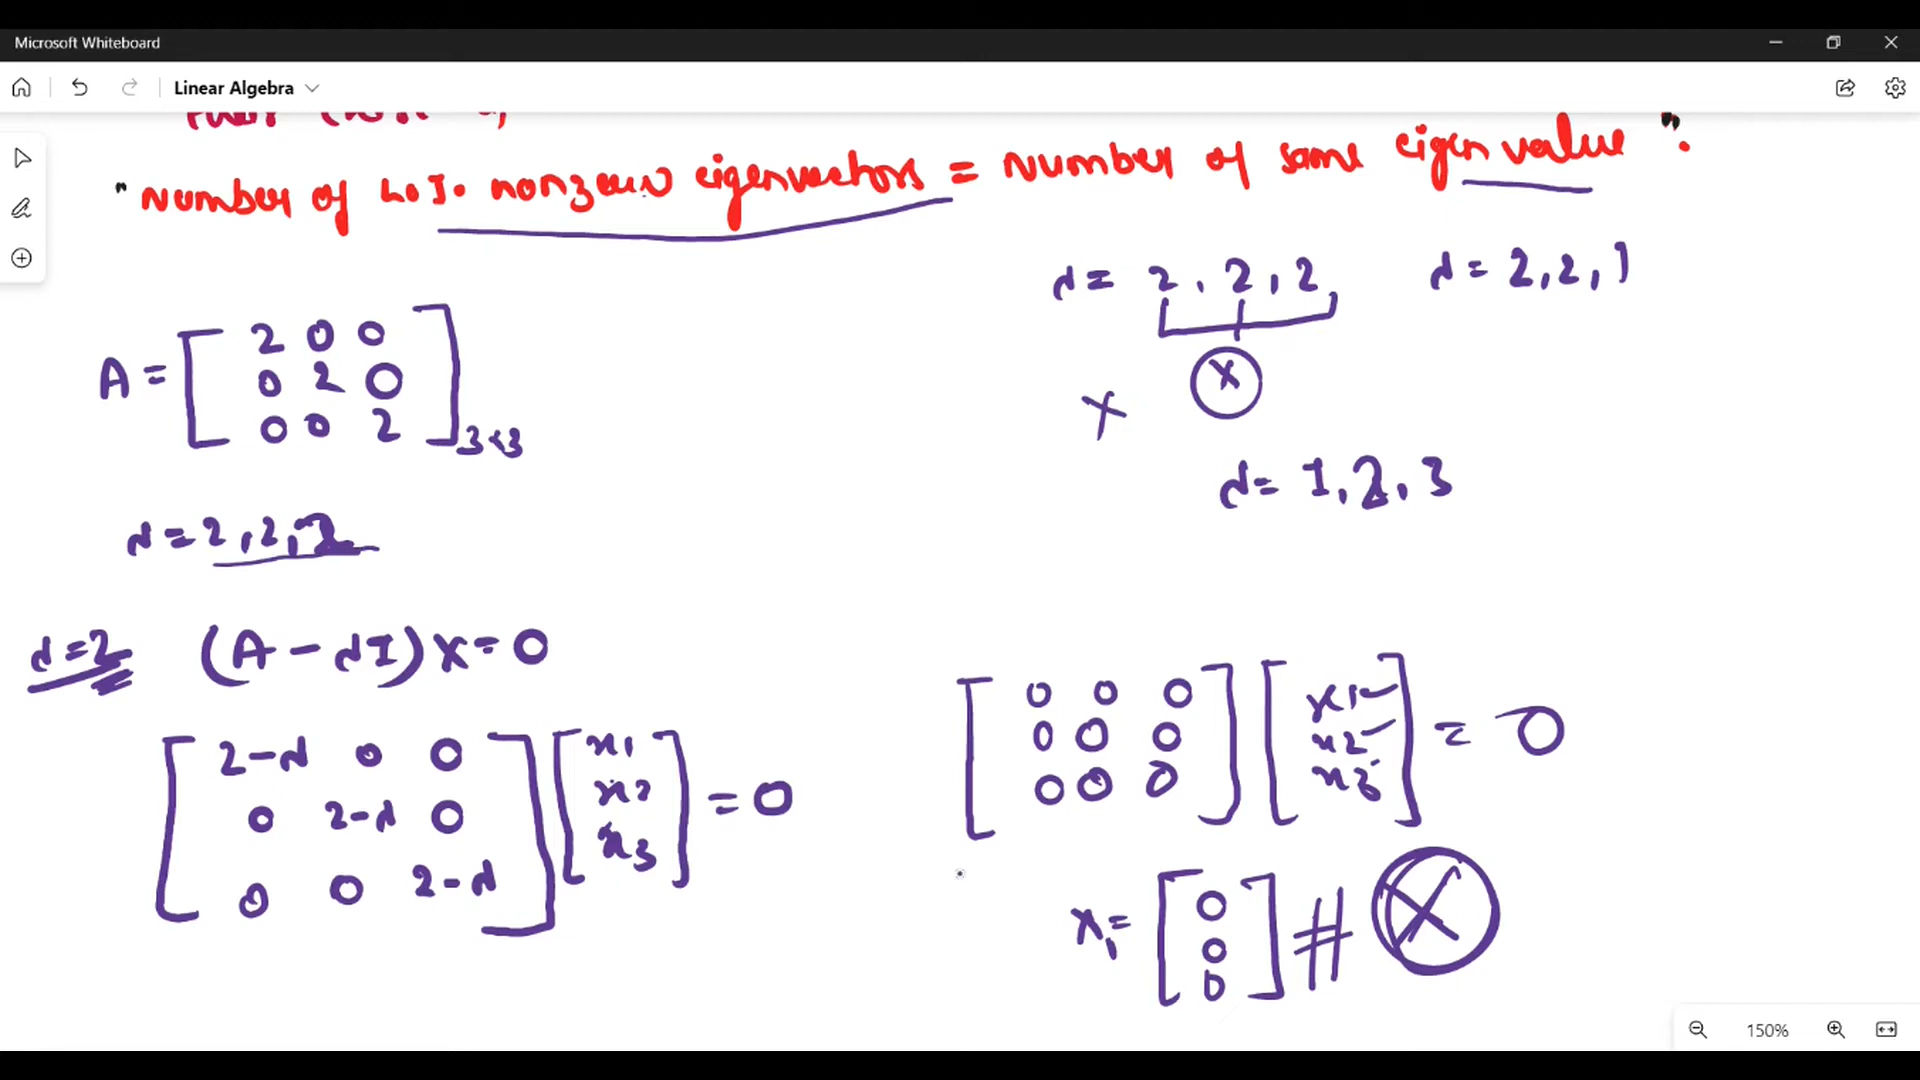 Microsoft Whiteboard
Linear Algebra
"Number of L.I. nonzero eigenvectors = Number of same eigen value".
λ = 2, 2, 2
λ = 2, 2, 1
A = [ 2 0 0
0 2 0
0 0 2 ] 3×3
x
x
λ = 1, 2, 3
λ = 2, 2, 2
λ = 2 (A - λI) x = 0
[ 2-λ 0 0
0 2-λ 0
0 0 2-λ ] [ x1
x2
x3 ] = 0
[ 0 0 0
0 0 0
0 0 0 ] [ x1
x2
x3 ] = 0
x1 = [ 0
0
0 ] # X
150%